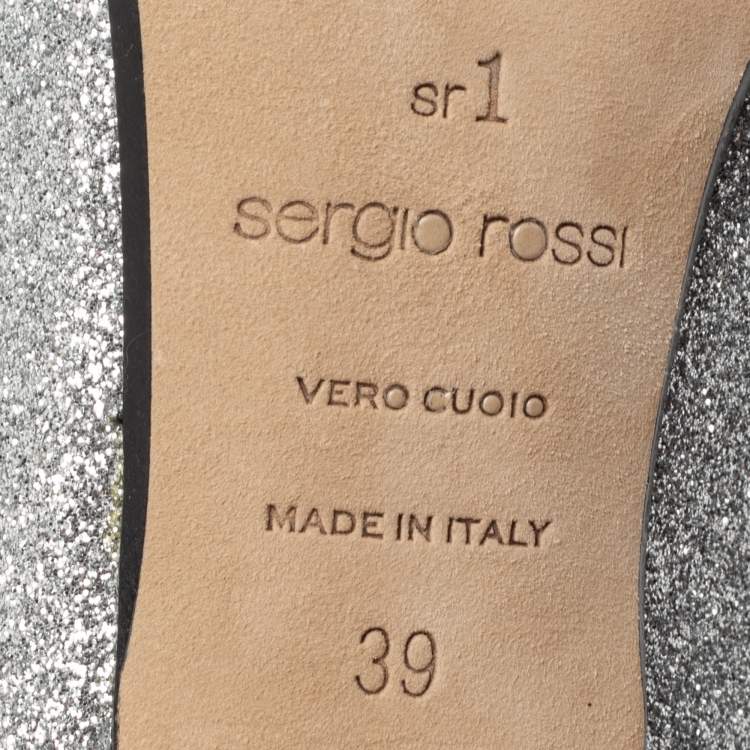 sr1
sergio rossi
VERO CUOIO
MADE IN ITALY
39